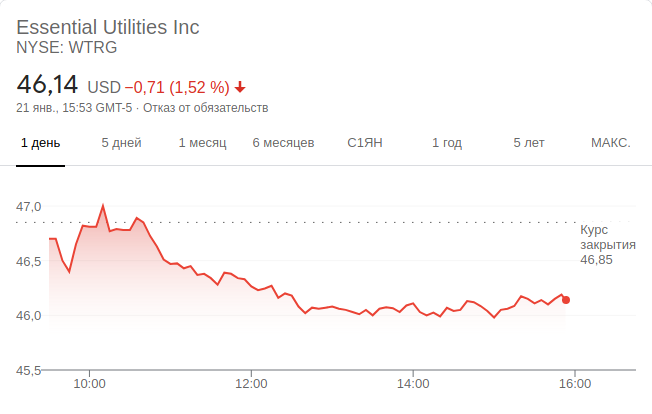 Essential Utilities Inc
NYSE: WTRG
46,14 USD −0,71 (1,52 %)
21 янв., 15:53 GMT-5 · Отказ от обязательств
1 день 5 дней 1 месяц 6 месяцев С1ЯН 1 год 5 лет МАКС.
47,0
Курс
закрытия
46,85
46,5
46,0
45,5
10:00 12:00 14:00 16:00